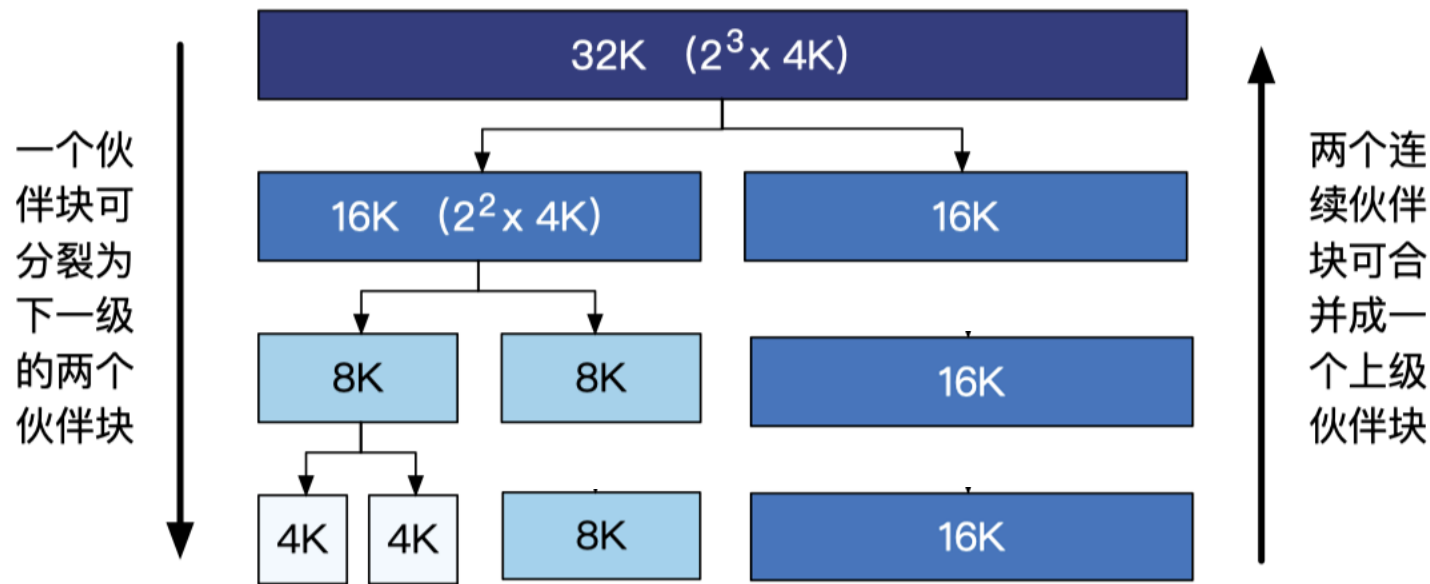 32K (2³x 4K)
一个伙
伴块可
分裂为
下一级
的两个
伙伴块
16K (2²x 4K)
16K
8K
8K
16K
4K
4K
8K
16K
两个连
续伙伴
块可合
并成一
个上级
伙伴块